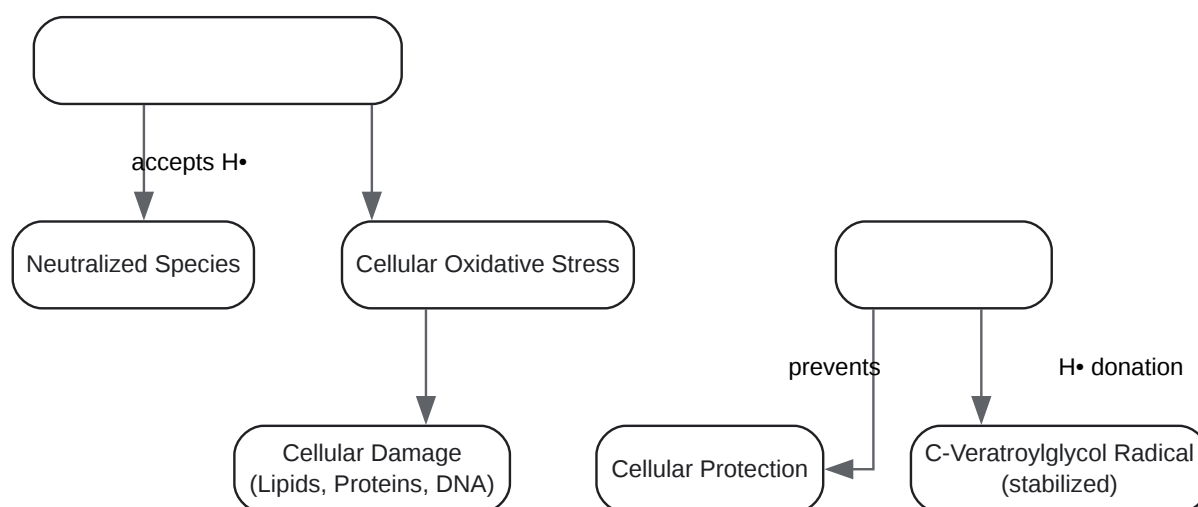 accepts H•
Neutralized Species
Cellular Oxidative Stress
prevents
H• donation
Cellular Damage
(Lipids, Proteins, DNA)
Cellular Protection
C-Veratroylglycol Radical
(stabilized)